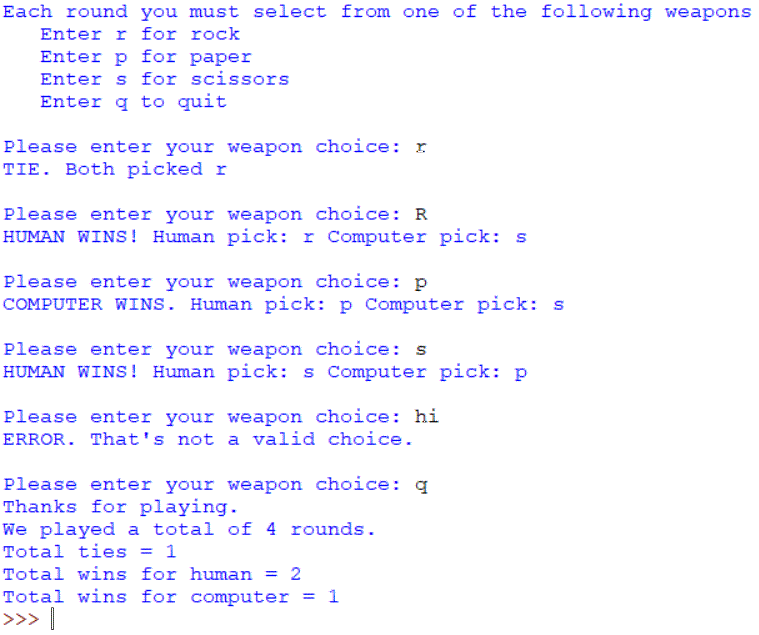 Each round you must select from one of the following weapons
   Enter r for rock
   Enter p for paper
   Enter s for scissors
   Enter q to quit

Please enter your weapon choice: r
TIE. Both picked r

Please enter your weapon choice: R
HUMAN WINS! Human pick: r Computer pick: s

Please enter your weapon choice: p
COMPUTER WINS. Human pick: p Computer pick: s

Please enter your weapon choice: s
HUMAN WINS! Human pick: s Computer pick: p

Please enter your weapon choice: hi
ERROR. That's not a valid choice.

Please enter your weapon choice: q
Thanks for playing.
We played a total of 4 rounds.
Total ties = 1
Total wins for human = 2
Total wins for computer = 1
>>>